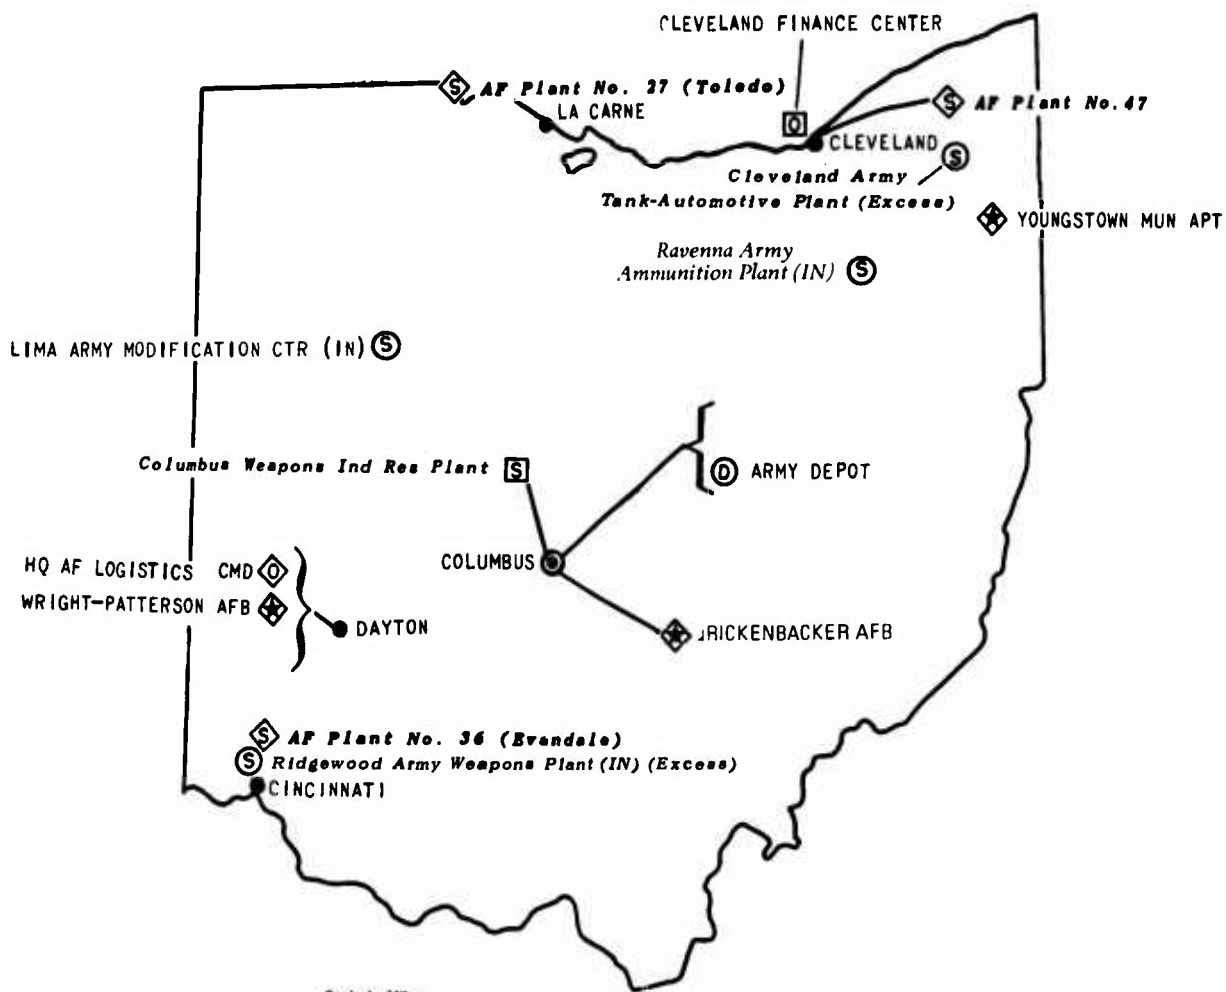 CLEVELAND FINANCE CENTER
S AF Plant No. 27 (Toledo)
LA CARNE
S AF Plant No. 47
O
CLEVELAND
Cleveland Army S
Tank-Automotive Plant (Excess)
YOUNGSTOWN MUN APT
Ravenna Army
Ammunition Plant (IN) S
LIMA ARMY MODIFICATION CTR (IN) S
Columbus Weapons Ind Res Plant S
D ARMY DEPOT
COLUMBUS
HQ AF LOGISTICS CMD O
WRIGHT-PATTERSON AFB
DAYTON
RICKENBACKER AFB
S AF Plant No. 36 (Evandale)
S Ridgewood Army Weapons Plant (IN) (Excess)
CINCINNATI